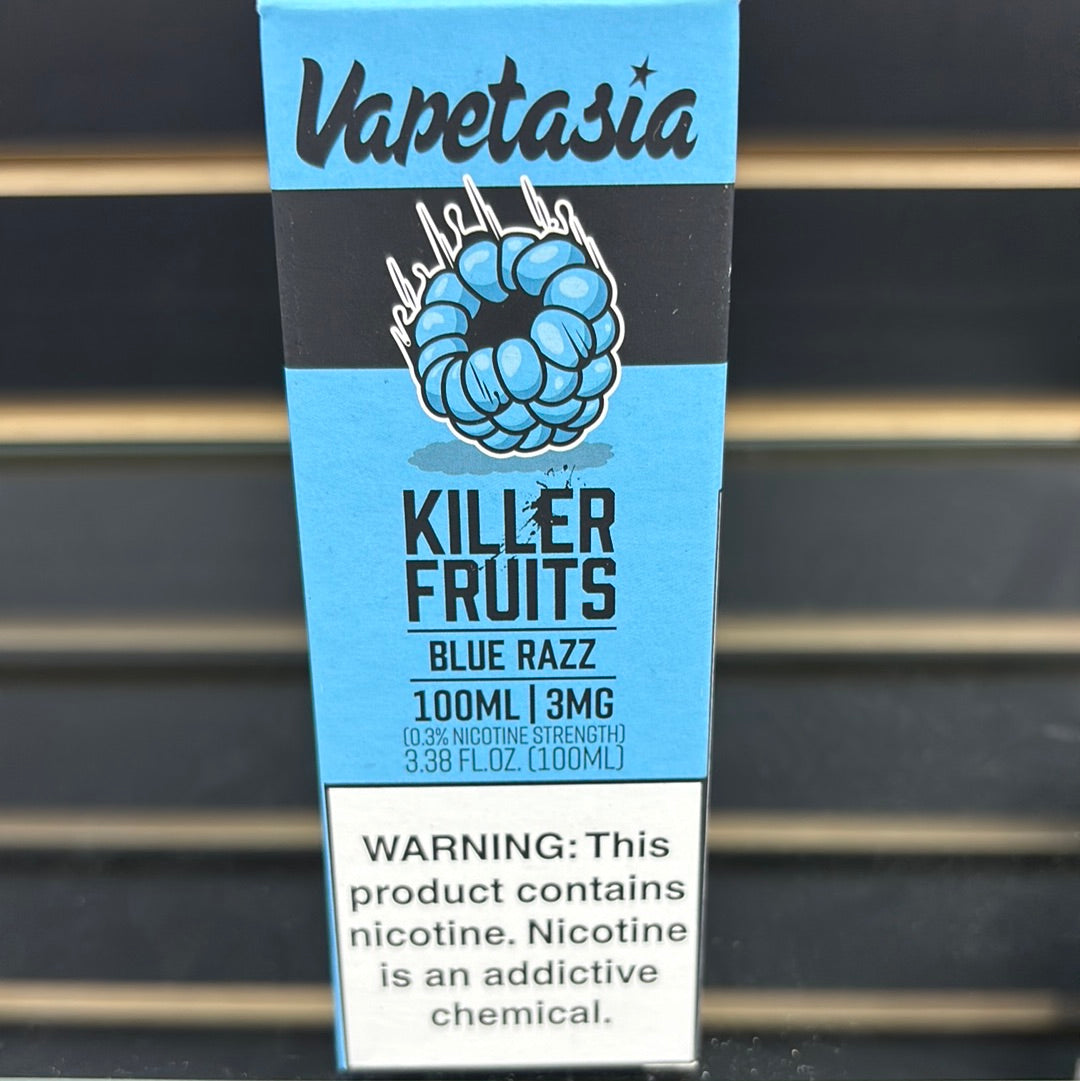 Vapetasia
KILLER
FRUITS
BLUE RAZZ
100ML | 3MG
(0.3% NICOTINE STRENGTH)
3.38 FL.OZ. (100ML)
WARNING: This
product contains
nicotine. Nicotine
is an addictive
chemical.